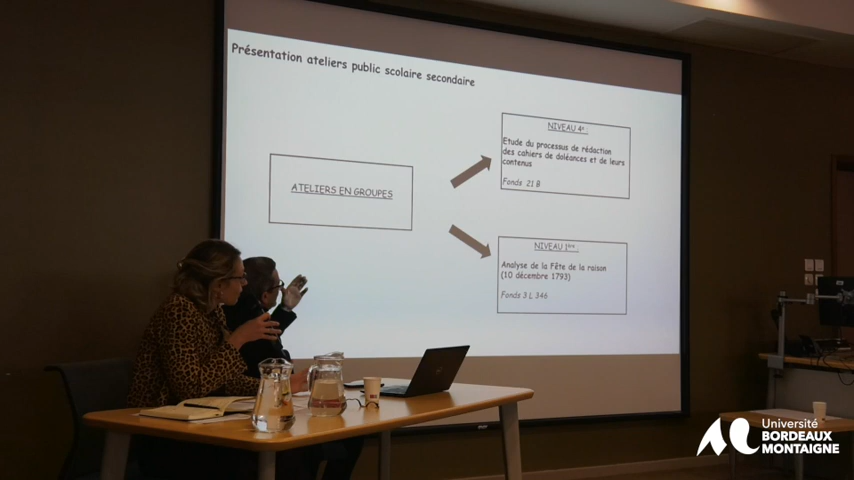 Présentation ateliers public scolaire secondaire
ATELIERS EN GROUPES
NIVEAU 4e :
Etude du processus de rédaction
des cahiers de doléances et de leurs
contenus
Fonds 21 B
NIVEAU 1ère :
Analyse de la Fête de la raison
(10 décembre 1793)
Fonds 3 L 346
Université
BORDEAUX
MONTAIGNE